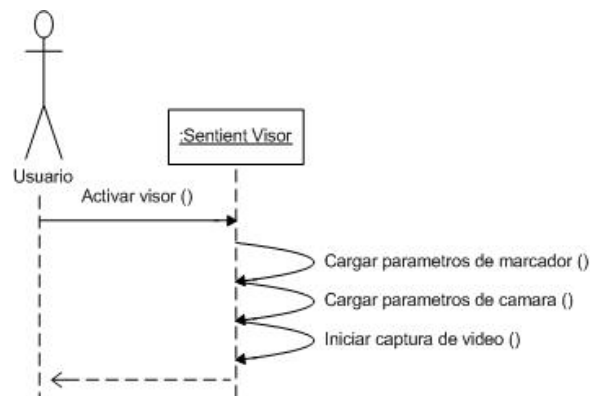 :Sentient Visor
Usuario
Activar visor ()
Cargar parametros de marcador ()
Cargar parametros de camara ()
Iniciar captura de video ()